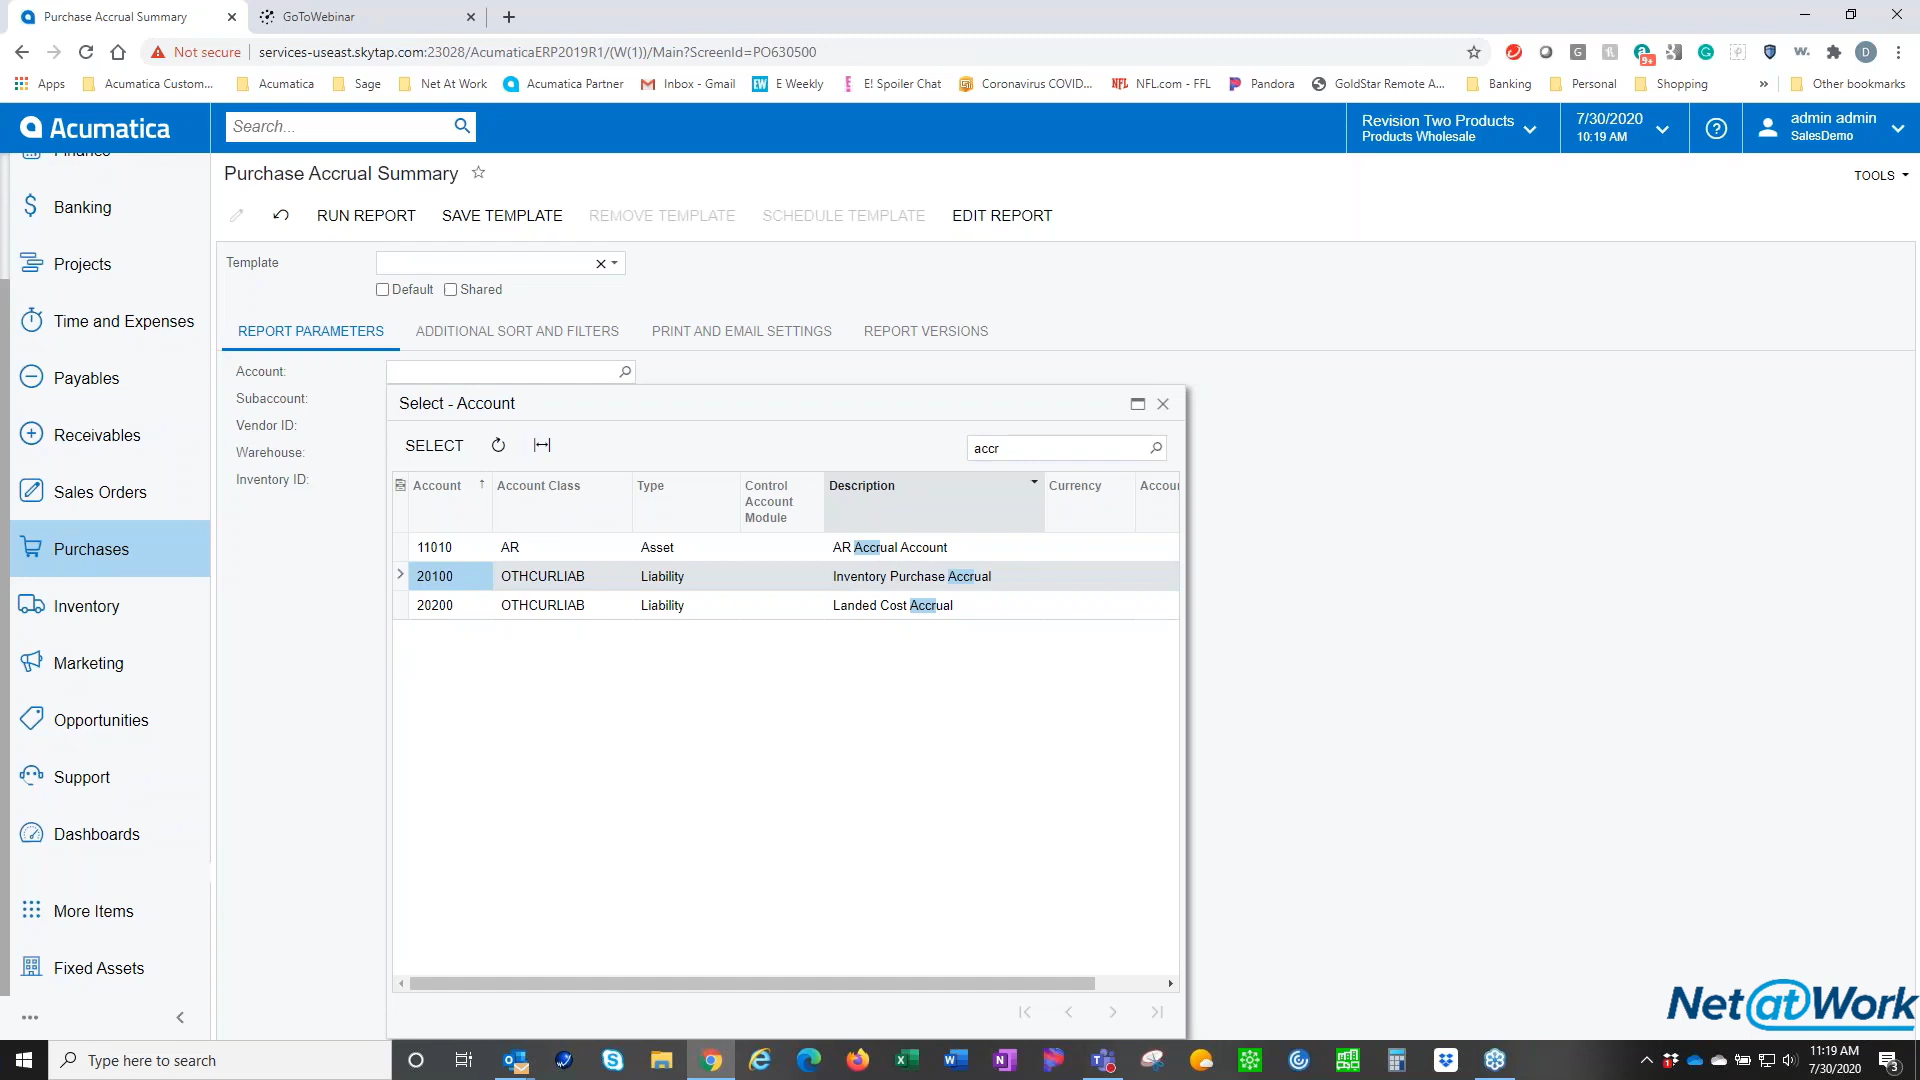 Purchase Accrual Summary
GoToWebinar
Not secure
services-useast.skytap.com:23028/AcumaticaERP2019R1/(W(1))/Main?ScreenId=PO630500
9+
D
Apps
Acumatica Custom...
Acumatica
Sage
Net At Work
Acumatica Partner
Inbox - Gmail
EW
E Weekly
E! Spoiler Chat
Coronavirus COVID...
NFL
NFL.com - FFL
Pandora
GoldStar Remote A...
Banking
Personal
Shopping
»
Other bookmarks
Acumatica
Search...
Revision Two Products
Products Wholesale
7/30/2020
10:19 AM
admin admin
SalesDemo
Finance
Banking
Projects
Time and Expenses
Payables
Receivables
Sales Orders
Purchases
Inventory
Marketing
Opportunities
Support
Dashboards
More Items
Fixed Assets
Purchase Accrual Summary
TOOLS
RUN REPORT
SAVE TEMPLATE
REMOVE TEMPLATE
SCHEDULE TEMPLATE
EDIT REPORT
Template
Default
Shared
REPORT PARAMETERS
ADDITIONAL SORT AND FILTERS
PRINT AND EMAIL SETTINGS
REPORT VERSIONS
Account:
Subaccount:
Vendor ID:
Warehouse:
Inventory ID:
Select - Account
SELECT
accr
Account Account Class Type Control Account Module Description Currency Accou
11010 AR Asset AR Accrual Account
20100 OTHCURLIAB Liability Inventory Purchase Accrual
20200 OTHCURLIAB Liability Landed Cost Accrual
Net at Work
Type here to search
11:19 AM
7/30/2020
3